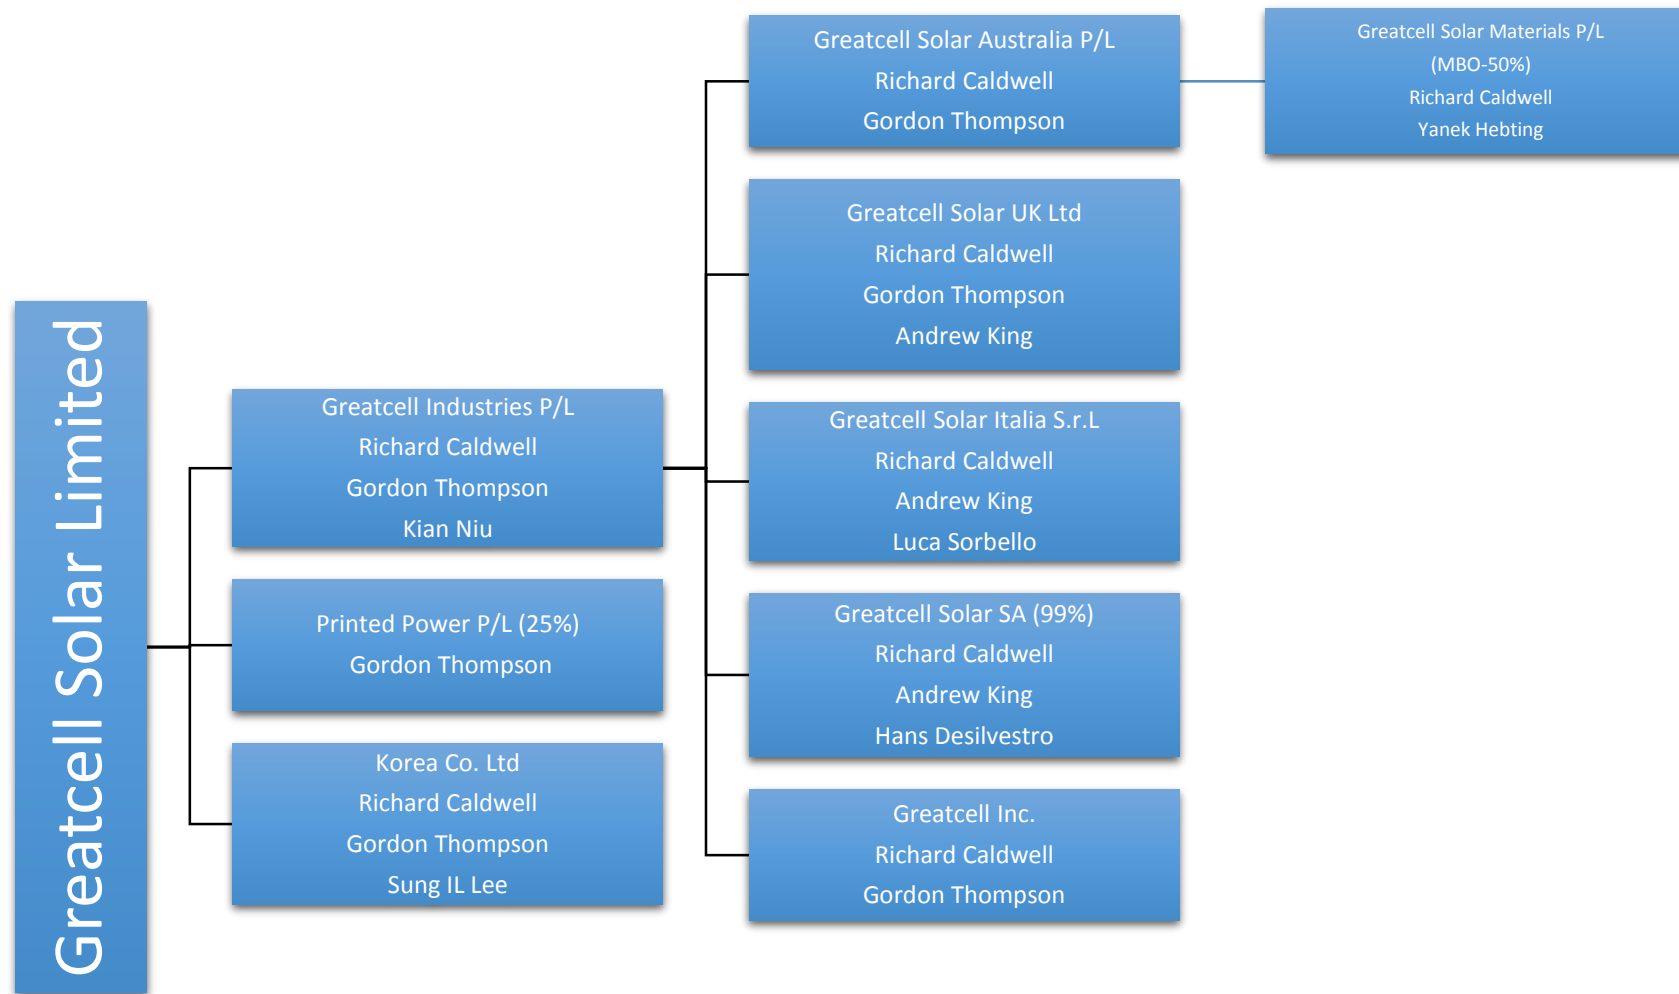 Greatcell Solar Limited
Greatcell Industries P/L
Richard Caldwell
Gordon Thompson
Kian Niu
Printed Power P/L (25%)
Gordon Thompson
Korea Co. Ltd
Richard Caldwell
Gordon Thompson
Sung IL Lee
Greatcell Solar Australia P/L
Richard Caldwell
Gordon Thompson
Greatcell Solar UK Ltd
Richard Caldwell
Gordon Thompson
Andrew King
Greatcell Solar Italia S.r.L
Richard Caldwell
Andrew King
Luca Sorbello
Greatcell Solar SA (99%)
Richard Caldwell
Andrew King
Hans Desilvestro
Greatcell Inc.
Richard Caldwell
Gordon Thompson
Greatcell Solar Materials P/L
(MBO-50%)
Richard Caldwell
Yanek Hebting